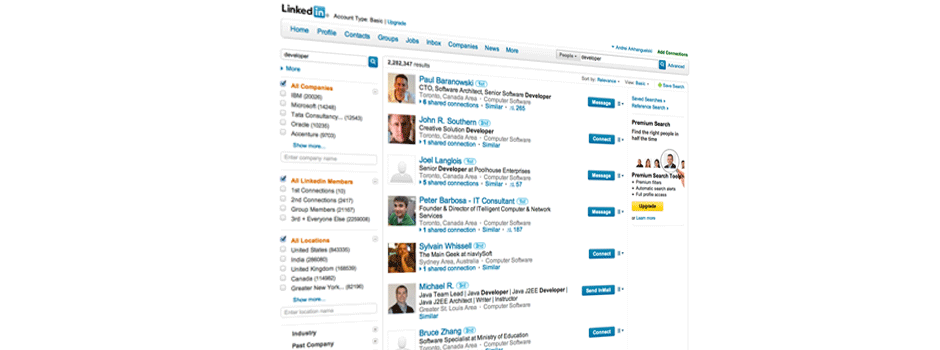 Linked in
Account Type: Basic | Upgrade
Home Profile Contacts Groups Jobs Inbox Companies News More
Add Connections
People developer Advanced
developer
More
All Companies
IBM (20026)
Microsoft (14248)
Tata Consultancy... (12543)
Oracle (10235)
Accenture (9703)
Show more...
Enter company name
All LinkedIn Members
1st Connections (10)
2nd Connections (2417)
Group Members (21167)
3rd + Everyone Else (2259008)
All Locations
United States (843335)
India (286080)
United Kingdom (168639)
Canada (114982)
Greater New York... (82196)
Show more...
Enter location name
Industry
Past Company
2,282,347 results
Sort by: Relevance View: Basic Save Search
Paul Baranowski 1st
CTO, Software Architect, Senior Software Developer
Toronto, Canada Area · Computer Software
6 shared connections · Similar · 265
Message
John R. Southern 2nd
Creative Solution Developer
Toronto, Canada Area · Computer Software
1 shared connection · Similar
Connect
Joel Langlois 1st
Senior Developer at Poolhouse Enterprises
Toronto, Canada Area · Computer Software
5 shared connections · Similar · 57
Message
Peter Barbosa - IT Consultant 1st
Founder & Director of ITelligent Computer & Network
Services
Toronto, Canada Area · Computer Software
Similar · 187
Message
Sylvain Whissell 2nd
The Main Geek at niavlySoft
Sydney Area, Australia · Computer Software
1 shared connection · Similar
Connect
Michael R. 3rd
Java Team Lead | Java Developer | Java J2EE Developer |
Java J2EE Architect | Writer | Instructor
Greater St. Louis Area · Computer Software
Similar
Send InMail
Bruce Zhang 2nd
Software Specialist at Ministry of Education
Toronto, Canada Area · Computer Software
Connect
Saved Searches
Reference Search
Premium Search
Find the right people in
half the time
Premium Search Tools
• Premium filters
• Automatic search alerts
• Full profile access
Upgrade
or Learn more